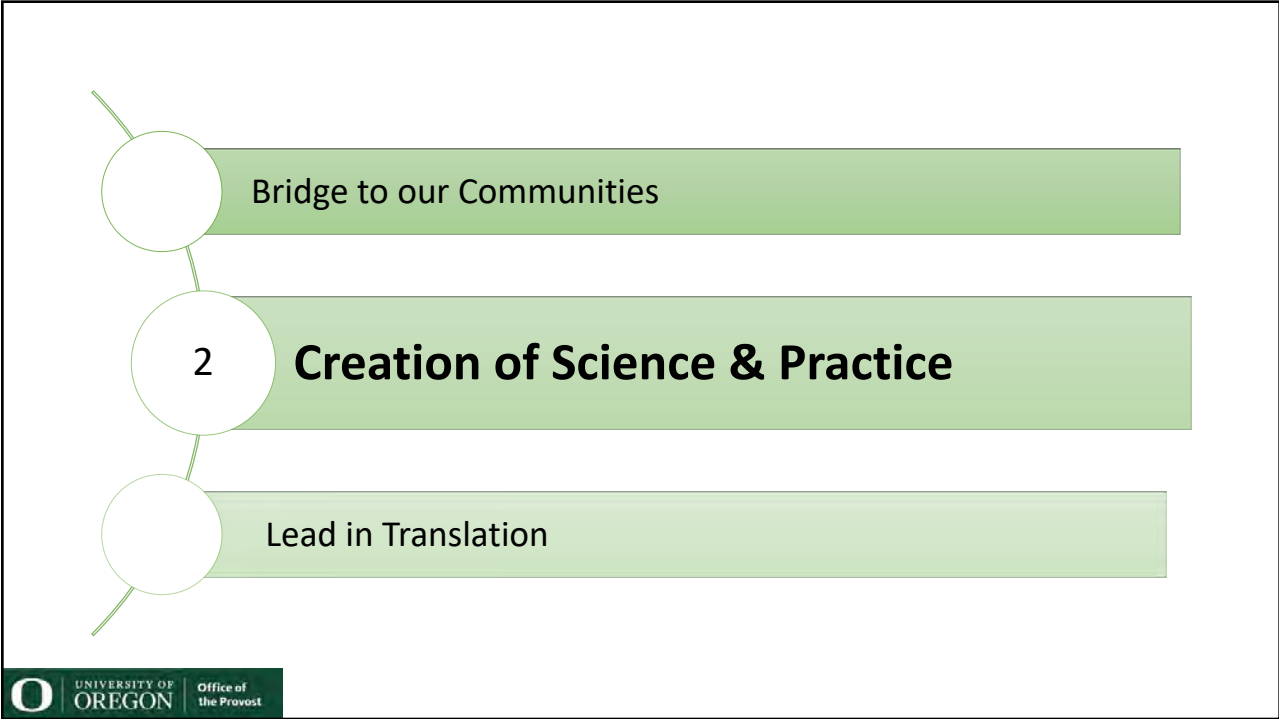 Bridge to our Communities
2
Creation of Science & Practice
Lead in Translation
O
UNIVERSITY OF
OREGON
Office of
the Provost